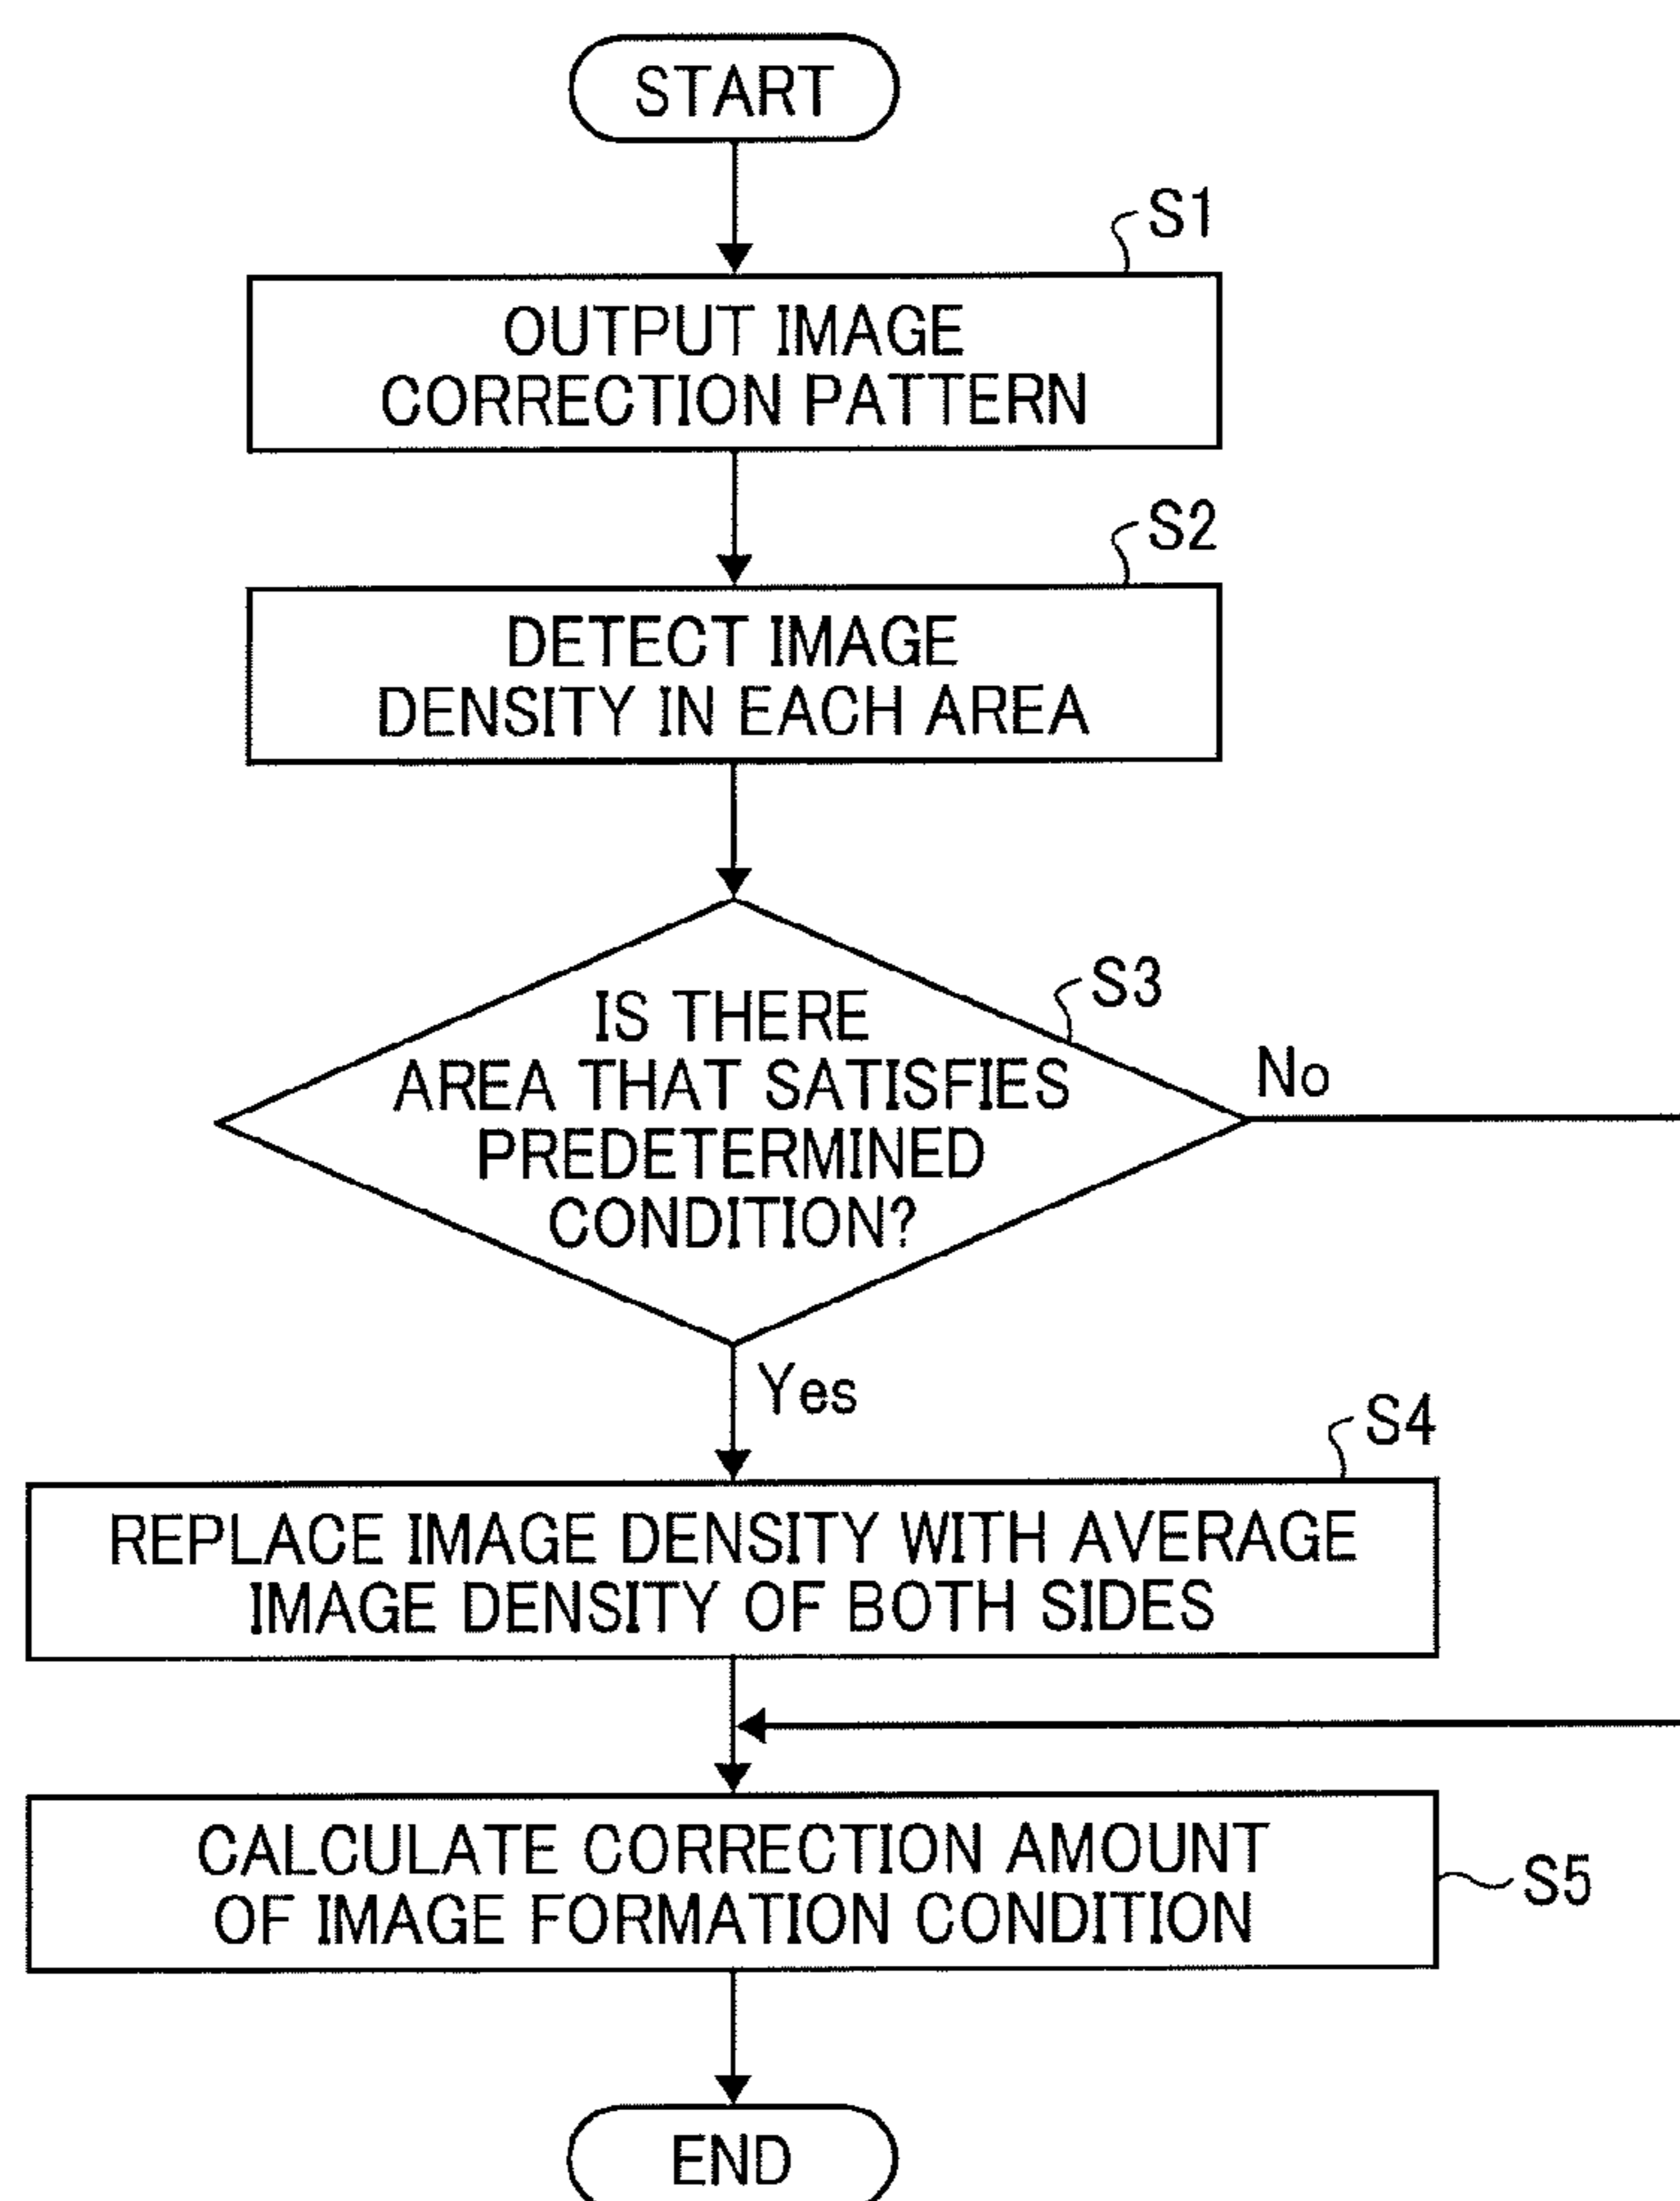 START
S1
OUTPUT IMAGE
CORRECTION PATTERN
S2
DETECT IMAGE
DENSITY IN EACH AREA
S3
IS THERE
AREA THAT SATISFIES
PREDETERMINED
CONDITION?
No
Yes
S4
REPLACE IMAGE DENSITY WITH AVERAGE
IMAGE DENSITY OF BOTH SIDES
CALCULATE CORRECTION AMOUNT
OF IMAGE FORMATION CONDITION
S5
END